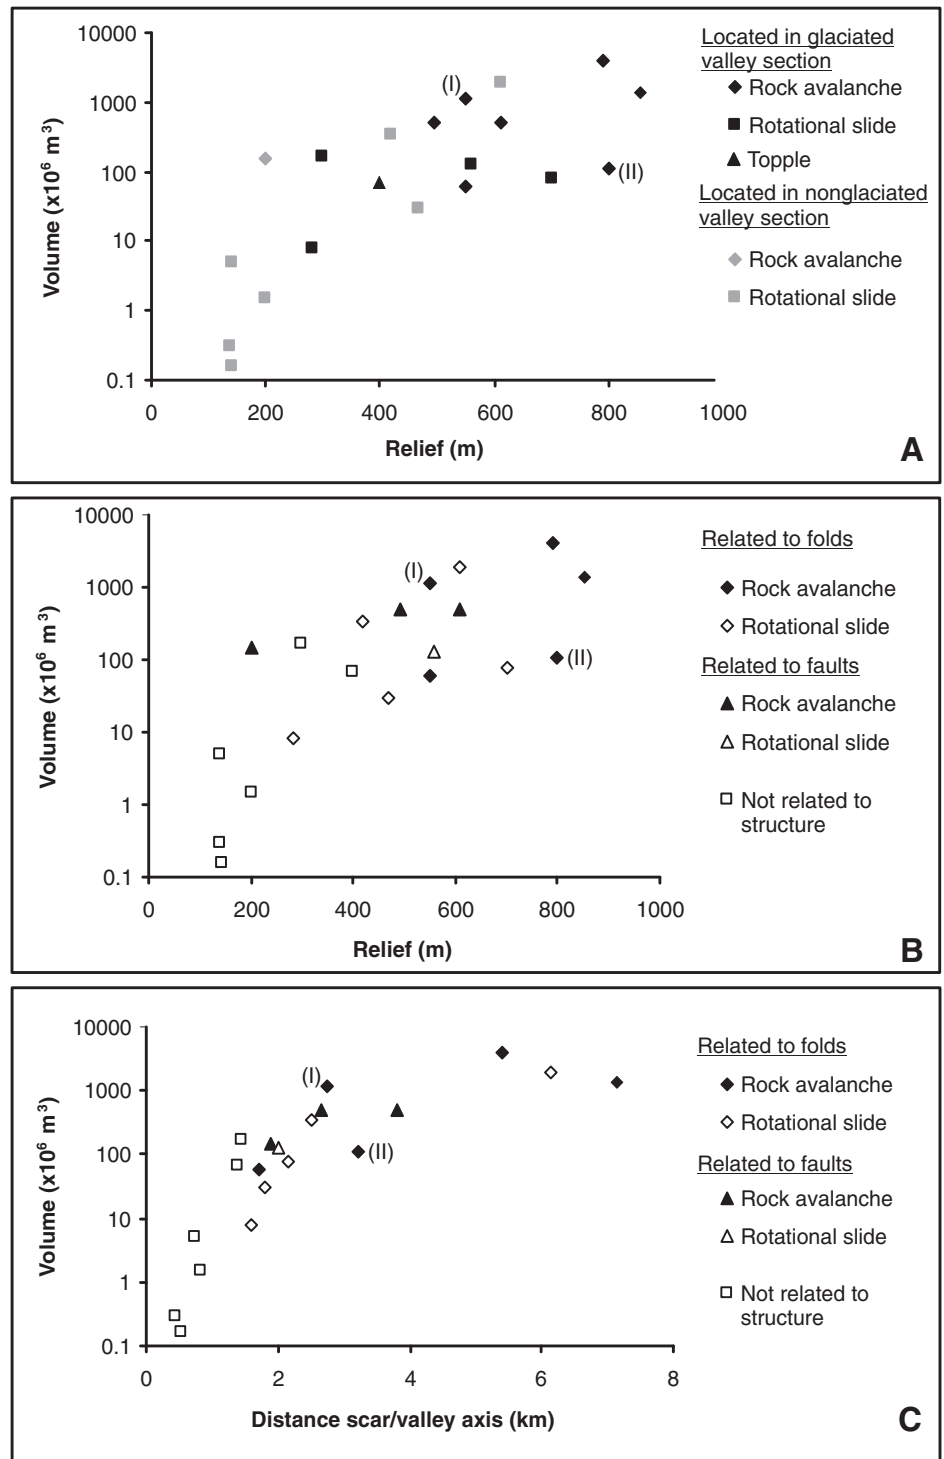 10000
1000
100
10
1
0.1
Volume (x10⁶ m³)
0 200 400 600 800 1000
Relief (m)
(I)
(II)
Located in glaciated
valley section
Rock avalanche
Rotational slide
Topple
Located in nonglaciated
valley section
Rock avalanche
Rotational slide
A
10000
1000
100
10
1
0.1
Volume (x10⁶ m³)
0 200 400 600 800 1000
Relief (m)
(I)
(II)
Related to folds
Rock avalanche
Rotational slide
Related to faults
Rock avalanche
Rotational slide
Not related to
structure
B
10000
1000
100
10
1
0.1
Volume (x10⁶ m³)
0 2 4 6 8
Distance scar/valley axis (km)
(I)
(II)
Related to folds
Rock avalanche
Rotational slide
Related to faults
Rock avalanche
Rotational slide
Not related to
structure
C